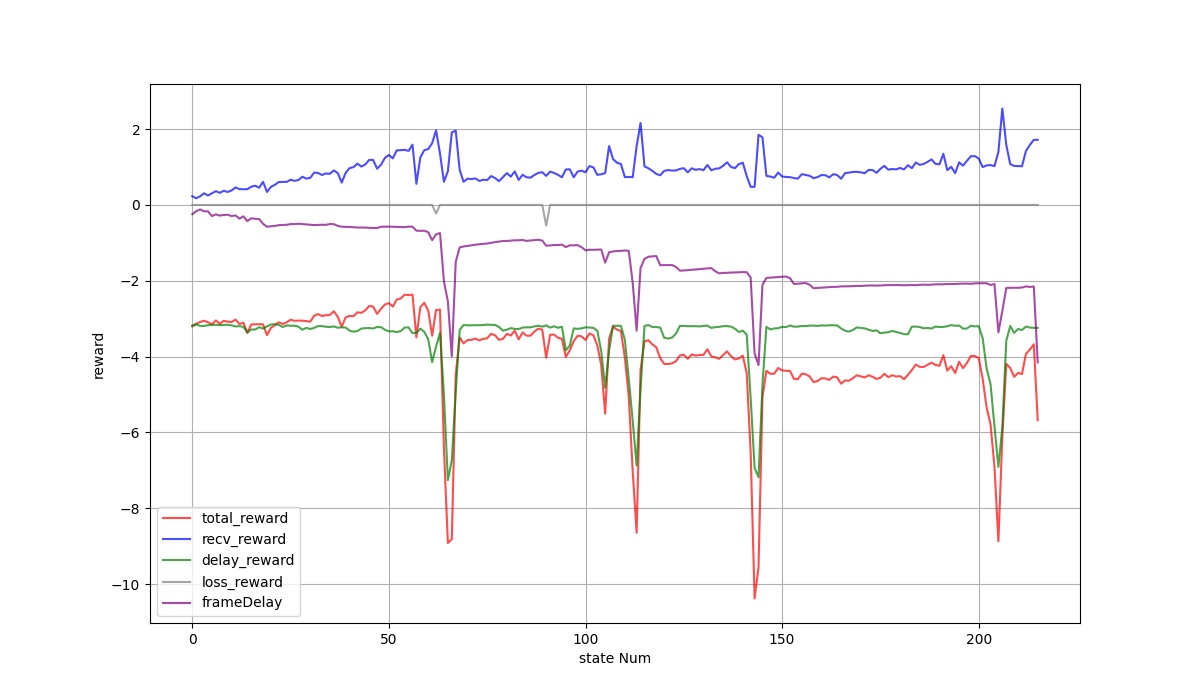 2
0
−2
−4
−6
−8
−10
reward
total_reward
recv_reward
delay_reward
loss_reward
frameDelay
0 50 100 150 200
state Num